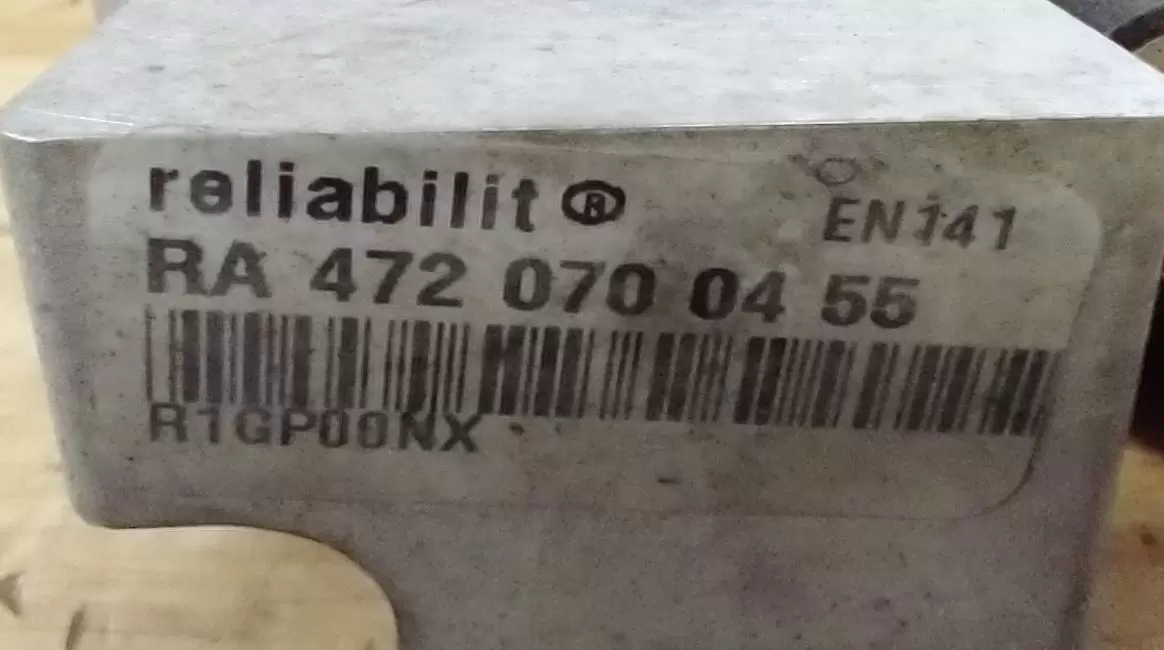 reliabilit®
EN141
RA 472 070 04 55
R1GP00NX